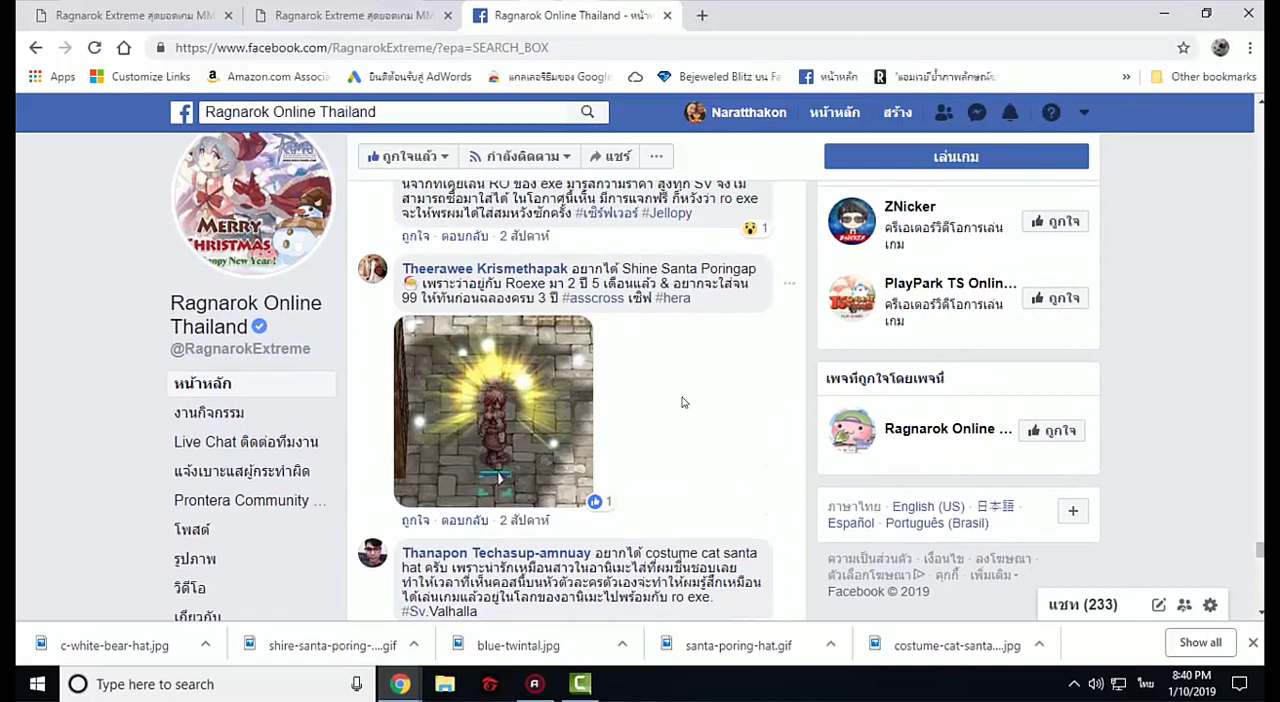 Ragnarok Extreme สุดยอดเกม MM
Ragnarok Extreme สุดยอดเกม MM
Ragnarok Online Thailand - หน้าห
https://www.facebook.com/RagnarokExtreme/?epa=SEARCH_BOX
Apps
Customize Links
Amazon.com Associa
ยินดีต้อนรับสู่ AdWords
แกดเจอร์ริมของ Google
Bejeweled Blitz บน Fa
หน้าหลัก
Other bookmarks
Ragnarok Online Thailand
Naratthakon
หน้าหลัก
สร้าง
ถูกใจแล้ว
กำลังติดตาม
แชร์
เล่นเกม
MERRY
CHRISTMAS
Happy New Year!
Ragnarok Online
Thailand
@RagnarokExtreme
หน้าหลัก
งานกิจกรรม
Live Chat ติดต่อทีมงาน
แจ้งเบาะแสผู้กระทำผิด
Prontera Community ...
โพสต์
รูปภาพ
วิดีโอ
เกี่ยวกับ
นจากที่เคยเล่น RO ของ exe มารู้สึกว่าราคา สูงทุก SV จึงไม่
สามารถซื้อมาใส่ได้ ในโอกาสนี้เห็น มีการแจกฟรี ก็หวังว่า ro exe
จะให้พรผมได้ใส่สมหวังซักครั้ง #เซิร์ฟเวอร์ #Jellopy
1
ถูกใจ · ตอบกลับ · 2 สัปดาห์
Theerawee Krismethapak อยากได้ Shine Santa Poringap
เพราะว่าอยู่กับ Roexe มา 2 ปี 5 เดือนแล้ว & อยากจะใส่จน
99 ให้ทันก่อนฉลองครบ 3 ปี #asscross เซิฟ #hera
1
ถูกใจ · ตอบกลับ · 2 สัปดาห์
Thanapon Techasup-amnuay อยากได้ costume cat santa
hat ครับ เพราะน่ารักเหมือนสาวในอนิเมะใส่ที่ผมชื่นชอบเลย
ทำให้เวลาที่เห็นคอสนี้บนหัวตัวละครตัวเองจะทำให้ผมรู้สึกเหมือน
ได้เล่นเกมแล้วอยู่ในโลกของอานิเมะไปพร้อมกับ ro exe.
#Sv.Valhalla
ZNicker
ครีเอเตอร์วิดีโอการเล่น
เกม
ถูกใจ
PlayPark TS Onlin...
ครีเอเตอร์วิดีโอการเล่น
เกม
ถูกใจ
เพจที่ถูกใจโดยเพจนี้
Ragnarok Online ...
ถูกใจ
ภาษาไทย · English (US) · 日本語 ·
Español · Português (Brasil)
ความเป็นส่วนตัว · เงื่อนไข · ลงโฆษณา ·
ตัวเลือกโฆษณา · คุกกี้ · เพิ่มเติม
Facebook © 2019
แชท (233)
c-white-bear-hat.jpg
shire-santa-poring-....gif
blue-twintal.jpg
santa-poring-hat.gif
costume-cat-santa....jpg
Show all
Type here to search
ไทย
8:40 PM
1/10/2019